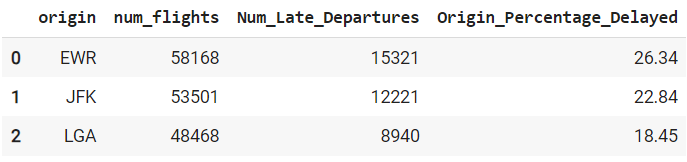 origin num_flights Num_Late_Departures Origin_Percentage_Delayed
0 EWR 58168 15321 26.34
1 JFK 53501 12221 22.84
2 LGA 48468 8940 18.45